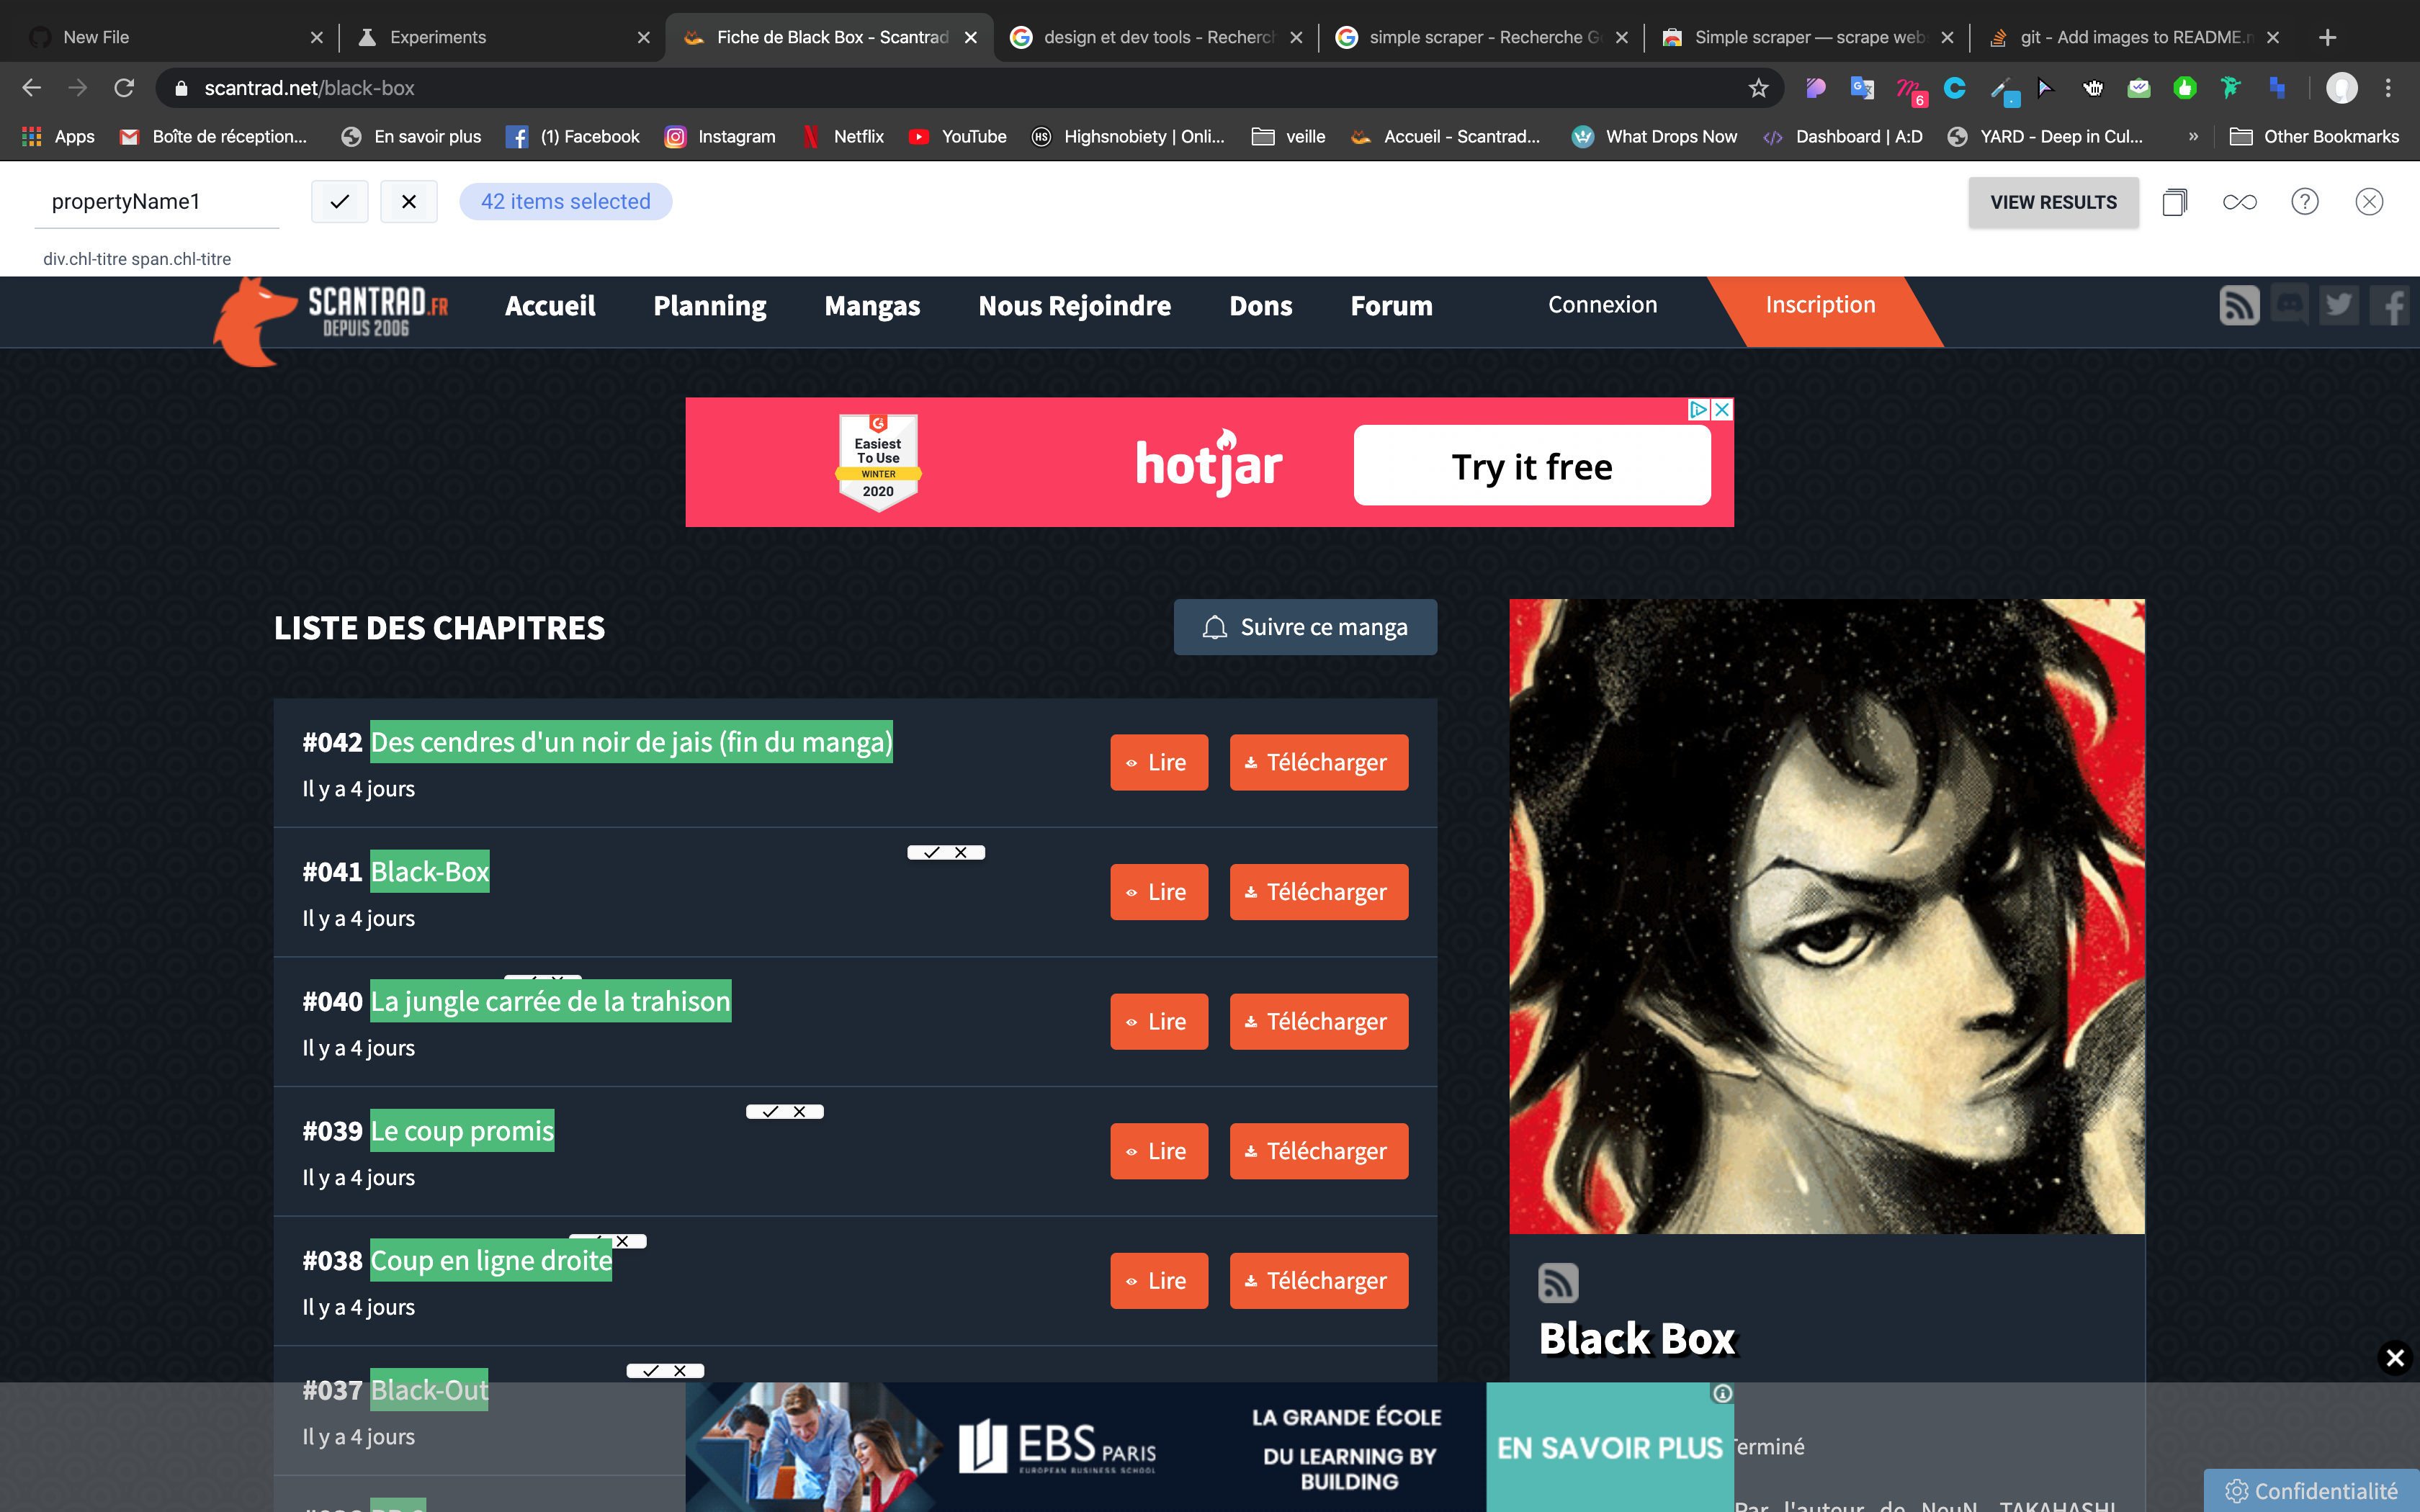 New File
Experiments
Fiche de Black Box - Scantrad
design et dev tools - Recherch
simple scraper - Recherche G
Simple scraper — scrape web
git - Add images to README.m
scantrad.net/black-box
6
Apps
Boîte de réception...
En savoir plus
(1) Facebook
Instagram
Netflix
YouTube
HS
Highsnobiety | Onli...
veille
Accueil - Scantrad...
What Drops Now
Dashboard | A:D
YARD - Deep in Cul...
»
Other Bookmarks
propertyName1
42 items selected
VIEW RESULTS
div.chl-titre span.chl-titre
SCANTRAD.FR
DEPUIS 2006
Accueil
Planning
Mangas
Nous Rejoindre
Dons
Forum
Connexion
Inscription
Easiest
To Use
WINTER
2020
hotjar
Try it free
LISTE DES CHAPITRES
Suivre ce manga
#042 Des cendres d'un noir de jais (fin du manga)
Il y a 4 jours
Lire
Télécharger
#041 Black-Box
Il y a 4 jours
Lire
Télécharger
#040 La jungle carrée de la trahison
Il y a 4 jours
Lire
Télécharger
#039 Le coup promis
Il y a 4 jours
Lire
Télécharger
#038 Coup en ligne droite
Il y a 4 jours
Lire
Télécharger
#037 Black-Out
Il y a 4 jours
Black Box
EBS PARIS
EUROPEAN BUSINESS SCHOOL
LA GRANDE ÉCOLE
DU LEARNING BY
BUILDING
EN SAVOIR PLUS
Terminé
Par l'auteur de NeuN, TAKAHASHI
Confidentialité